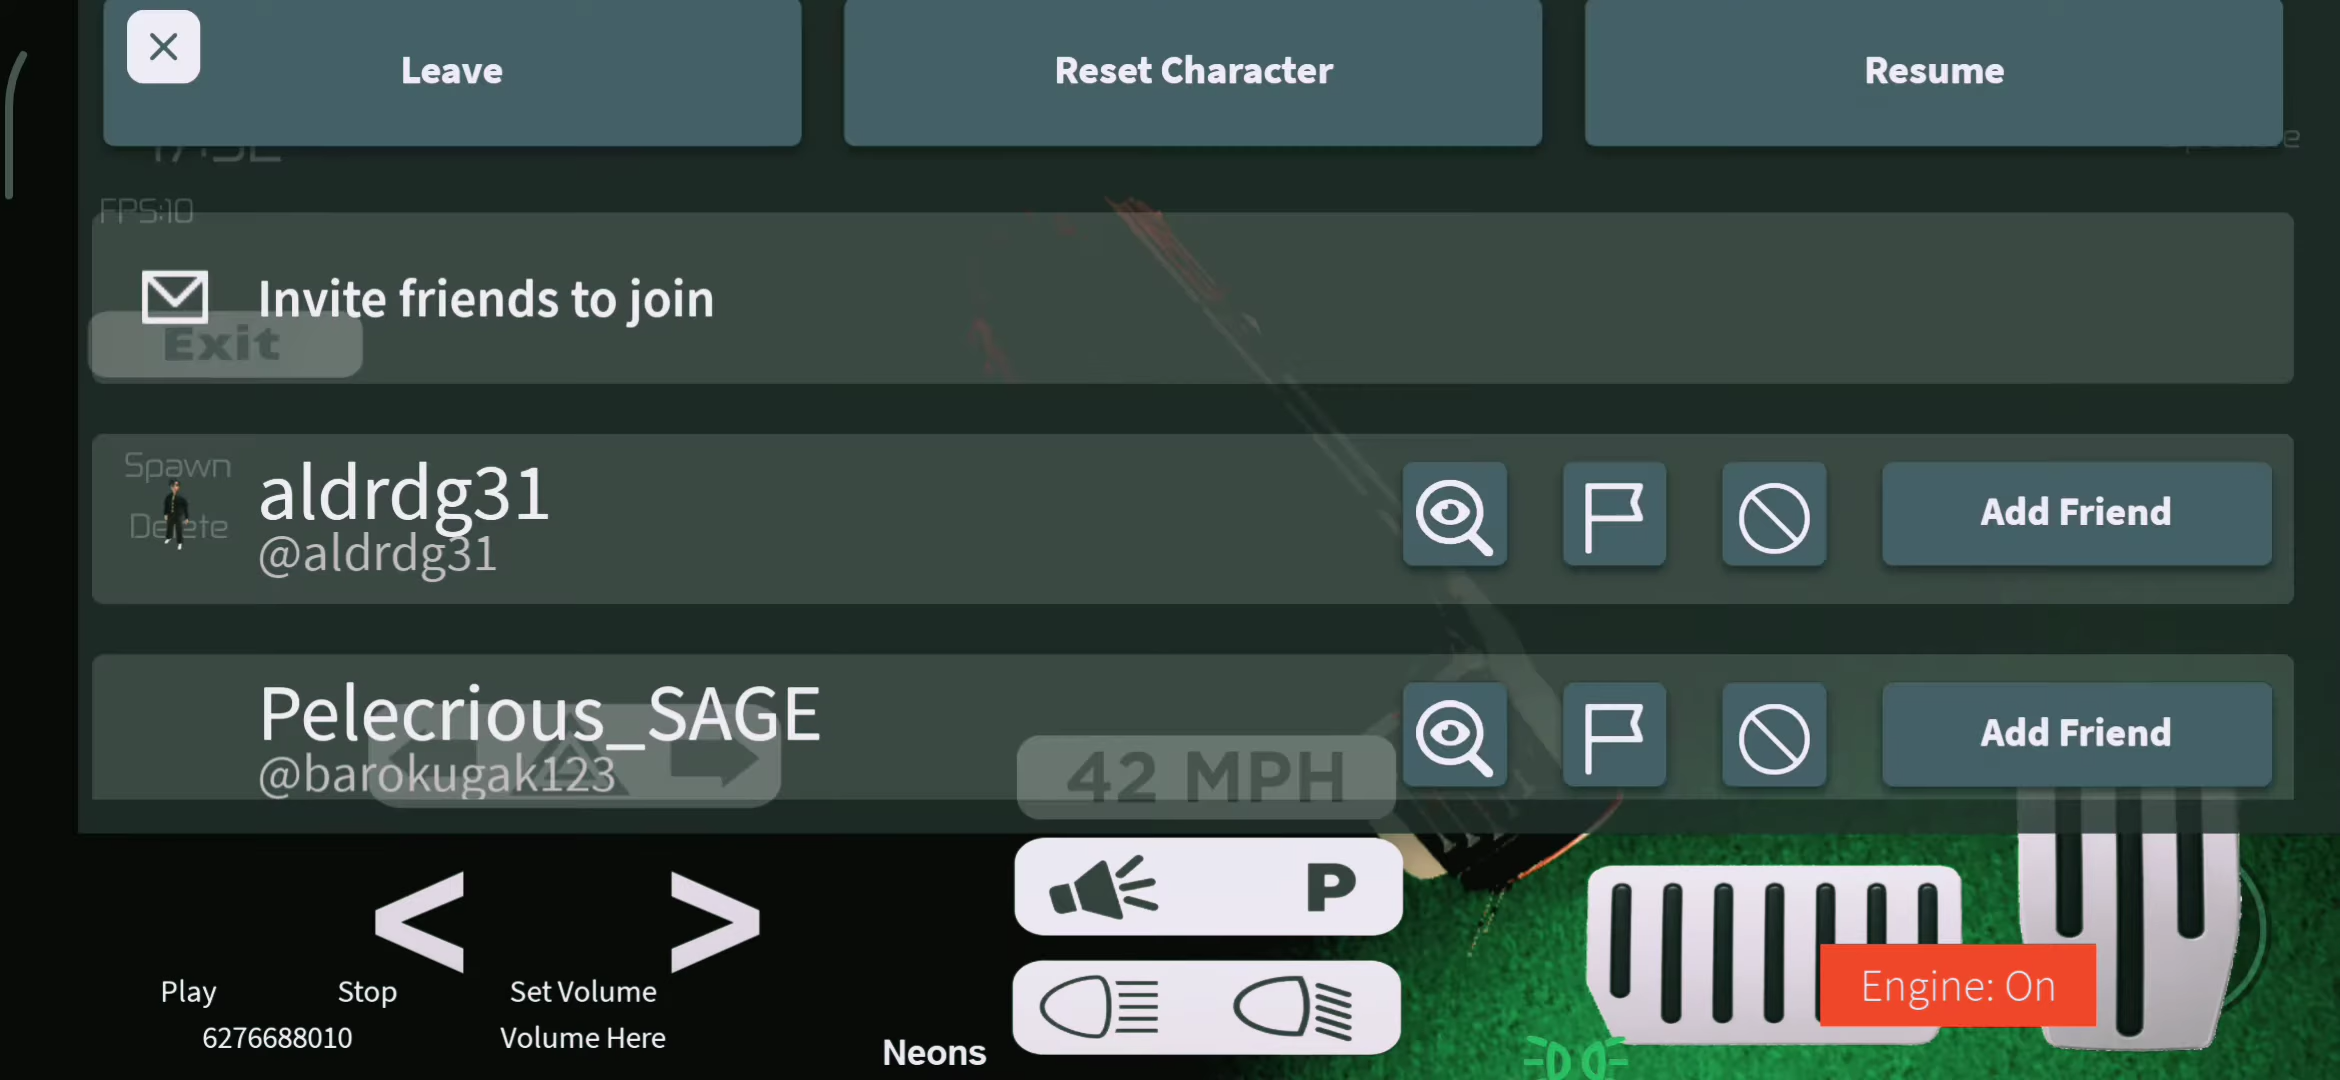 Leave
Reset Character
Resume
FPS:10
Invite friends to join
Exit
Spawn
aldrdg31
Delete
@aldrdg31
Add Friend
Pelecrious_SAGE
@barokugak123
Add Friend
42 MPH
P
Play
Stop
Set Volume
Engine: On
6276688010
Volume Here
Neons